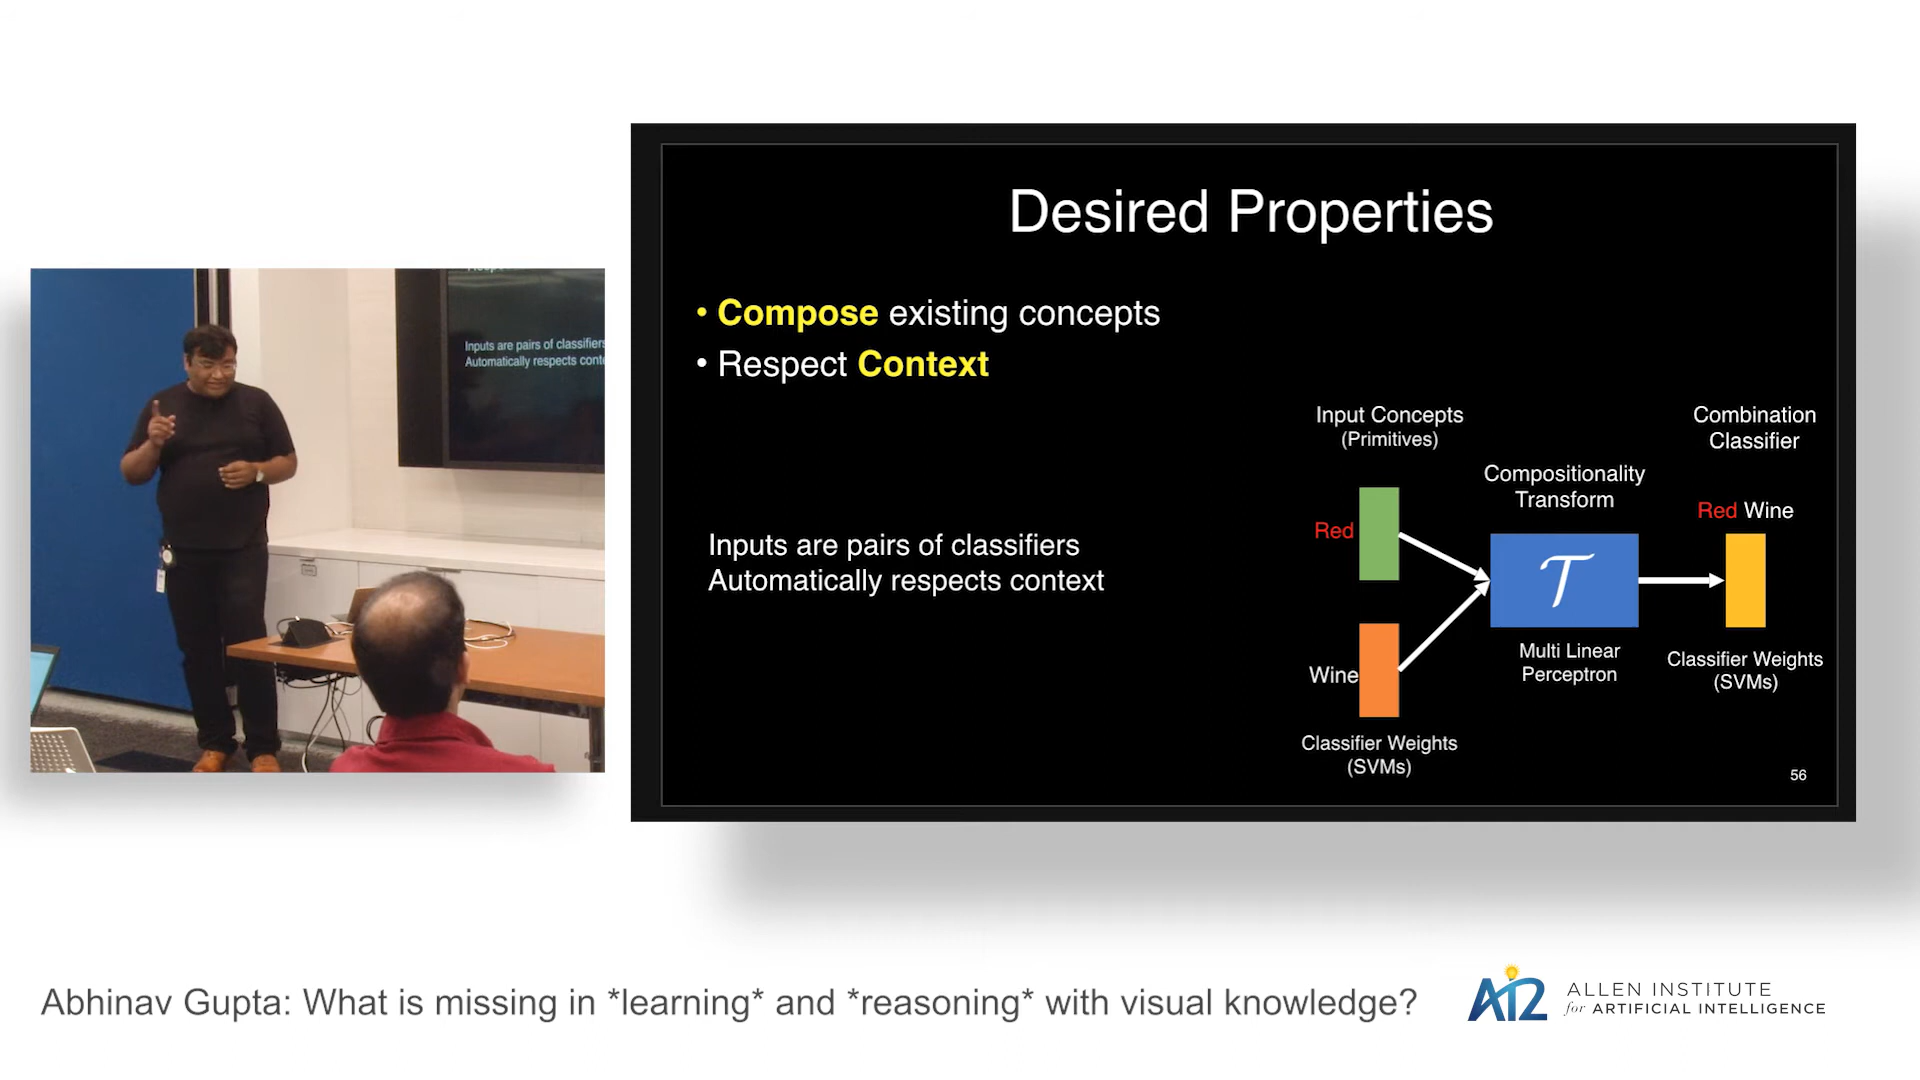 Desired Properties
• Compose existing concepts
• Respect Context
Inputs are pairs of classifiers
Automatically respects context
Input Concepts
(Primitives)
Red
Wine
Classifier Weights
(SVMs)
Compositionality
Transform
T
Multi Linear
Perceptron
Combination
Classifier
Red Wine
Classifier Weights
(SVMs)
56
Inputs are pairs of classifiers
Automatically respects
Abhinav Gupta: What is missing in *learning* and *reasoning* with visual knowledge?
AI2
ALLEN INSTITUTE
for ARTIFICIAL INTELLIGENCE